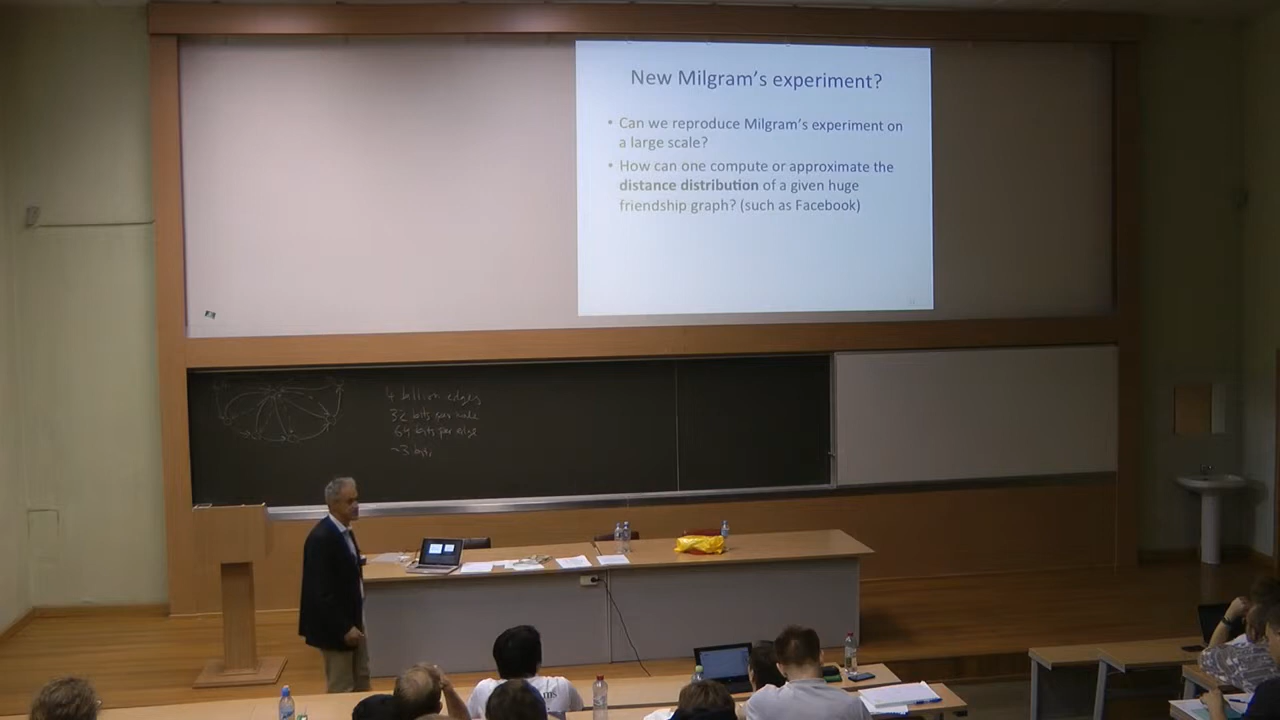 New Milgram's experiment?
• Can we reproduce Milgram's experiment on
a large scale?
• How can one compute or approximate the
distance distribution of a given huge
friendship graph? (such as Facebook)
4 billion edges
32 bits per node
64 bits per edge